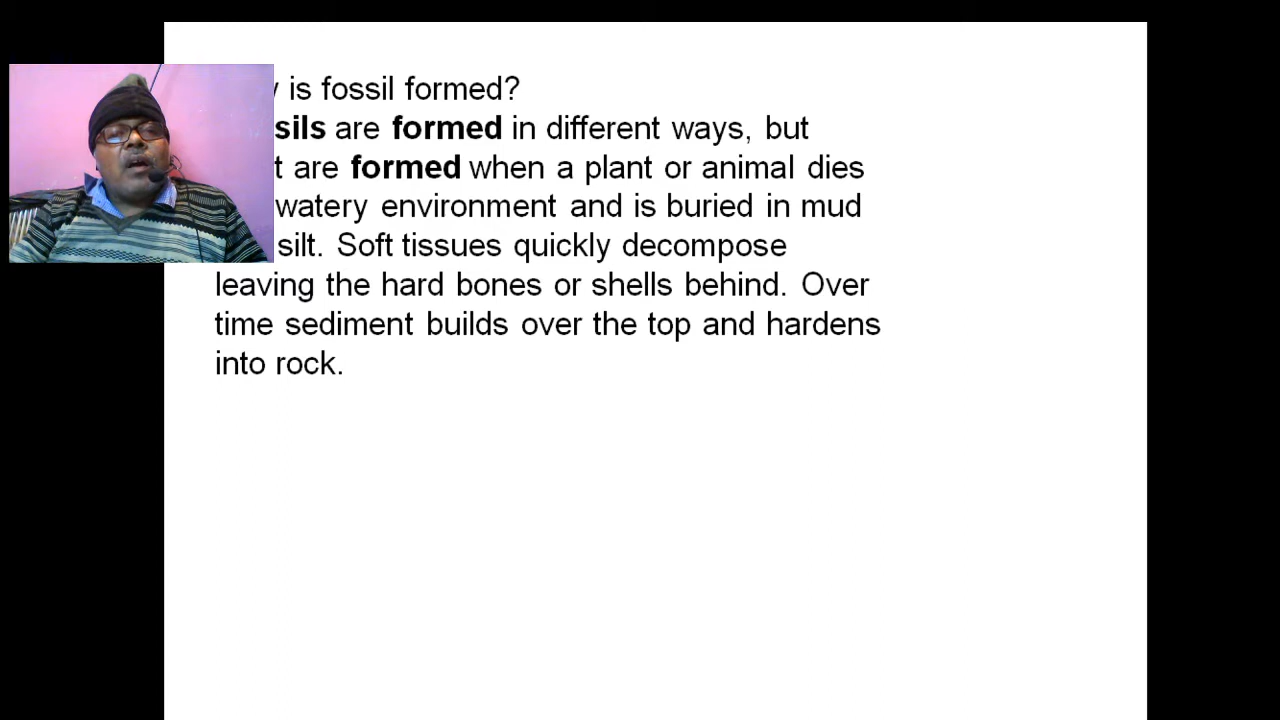 is fossil formed?
are formed in different ways, but
are formed when a plant or animal dies
watery environment and is buried in mud
silt. Soft tissues quickly decompose
leaving the hard bones or shells behind. Over
time sediment builds over the top and hardens
into rock.